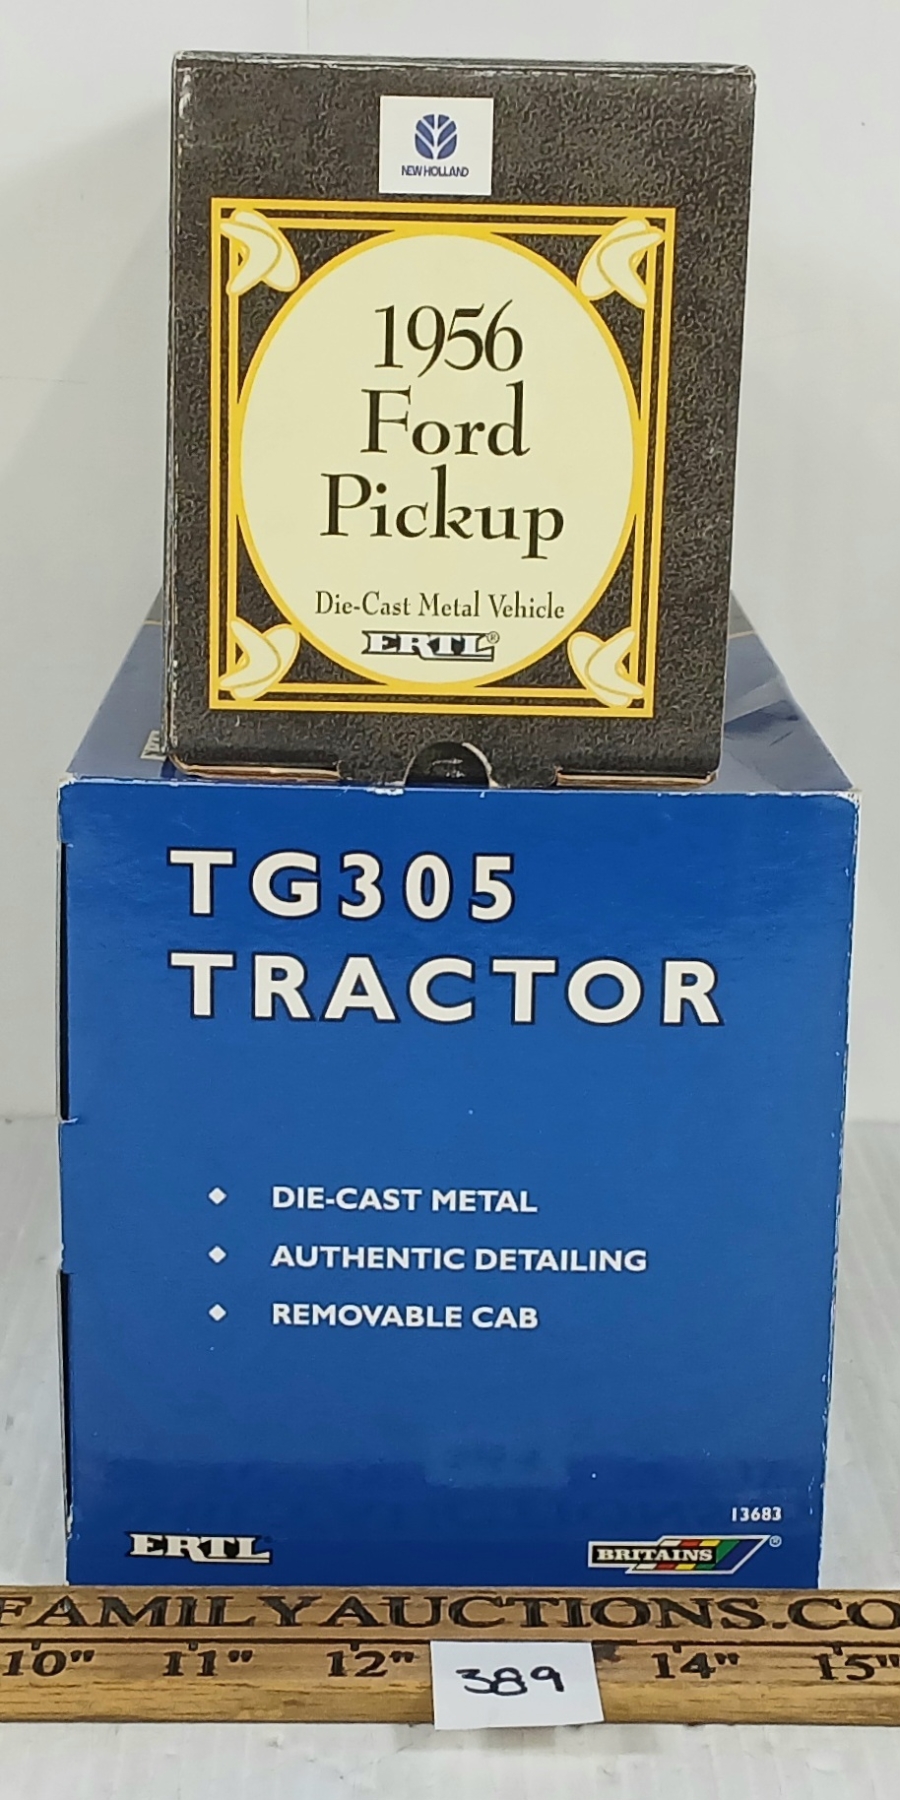 NEW HOLLAND
1956
Ford
Pickup
Die-Cast Metal Vehicle
ERTL®
TG305
TRACTOR
◆ DIE-CAST METAL
◆ AUTHENTIC DETAILING
◆ REMOVABLE CAB
13683
ERTL
BRITAINS®
FAMILYAUCTIONS.CO
10" 11" 12" 14" 15"
389